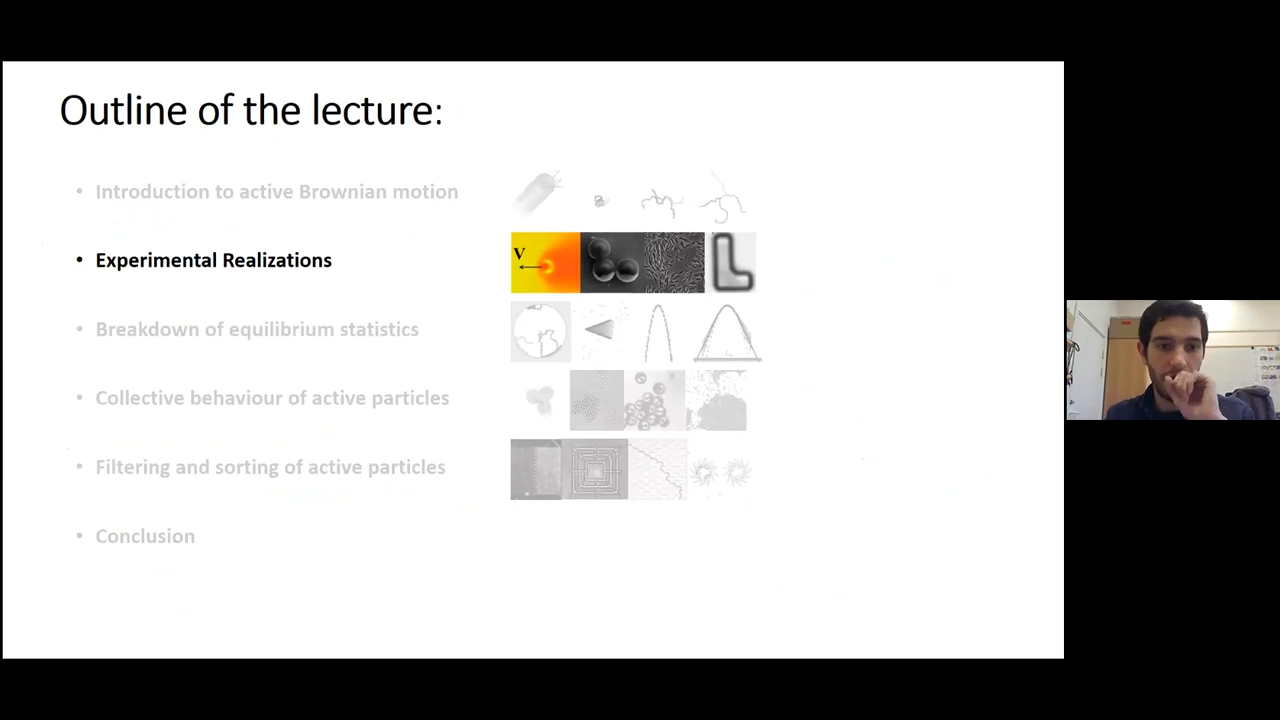 Outline of the lecture:
• Introduction to active Brownian motion
• Experimental Realizations
V
• Breakdown of equilibrium statistics
• Collective behaviour of active particles
• Filtering and sorting of active particles
• Conclusion